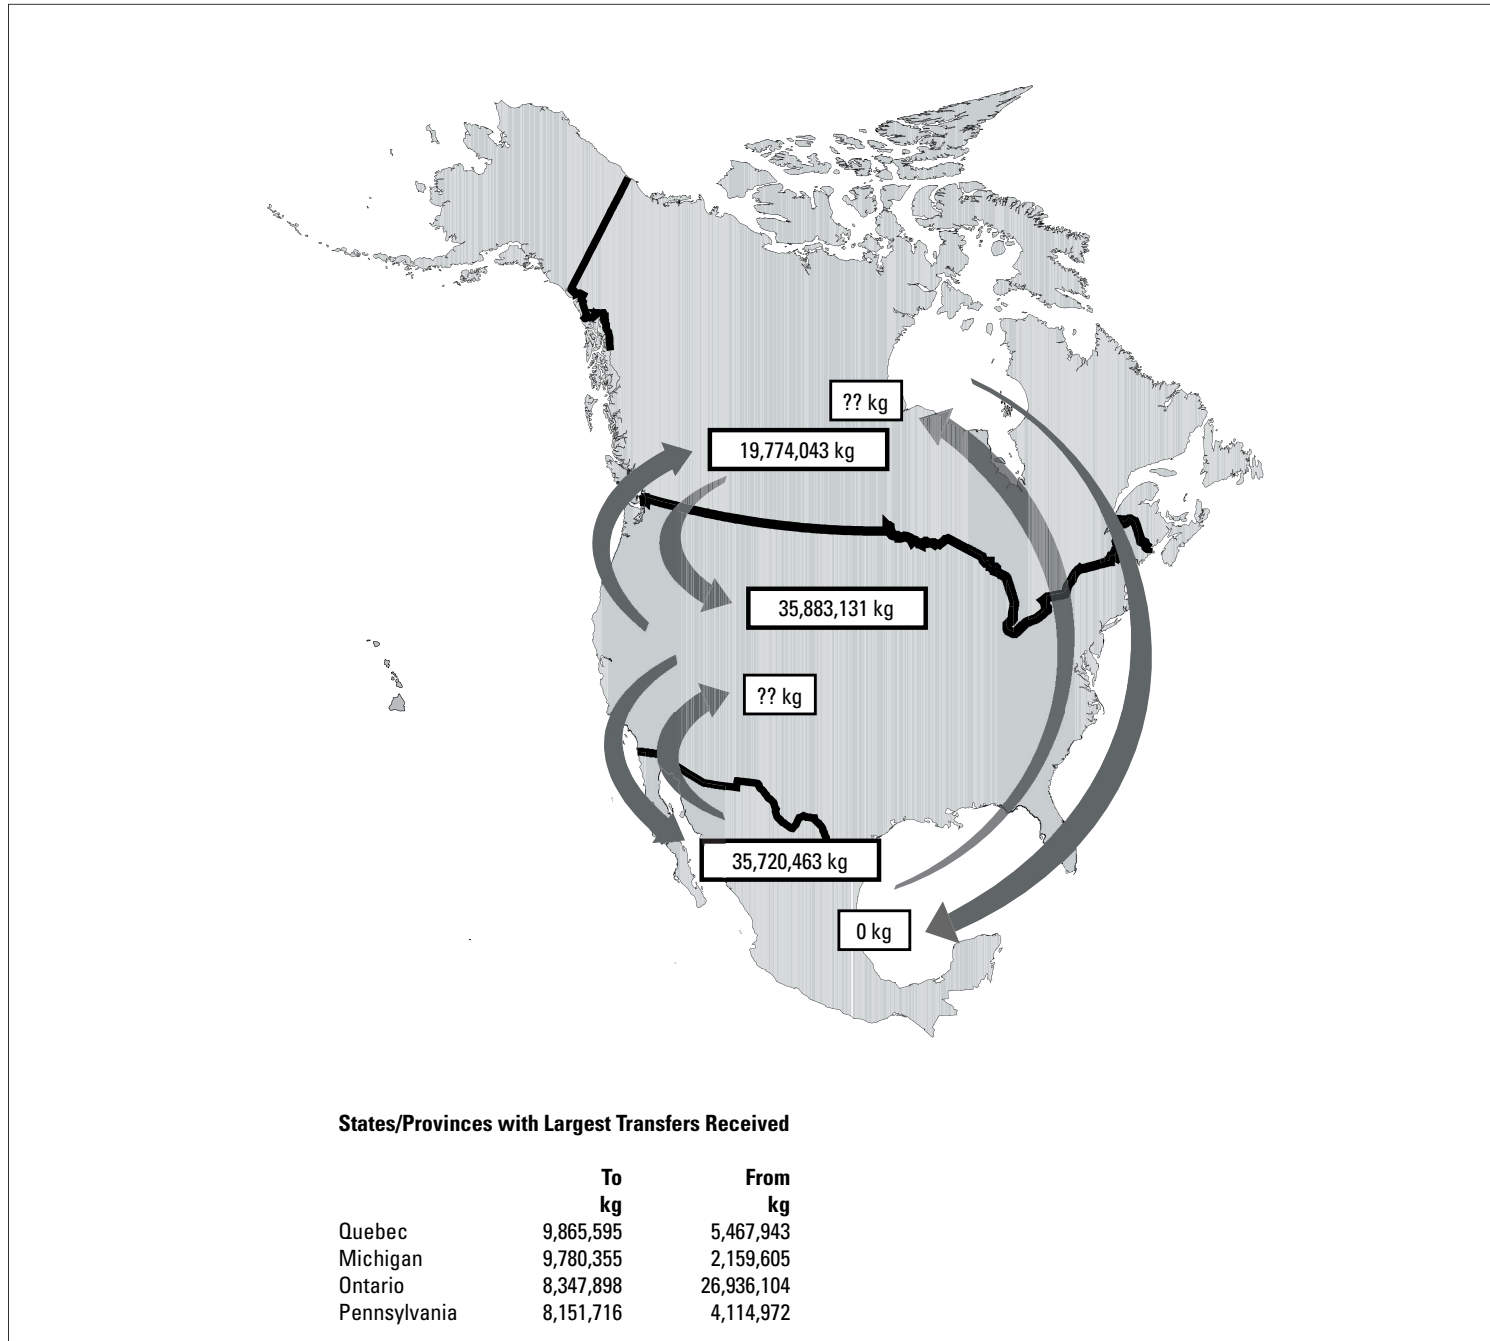 ?? kg
19,774,043 kg
35,883,131 kg
?? kg
35,720,463 kg
0 kg
States/Provinces with Largest Transfers Received
To From
kg kg
Quebec 9,865,595 5,467,943
Michigan 9,780,355 2,159,605
Ontario 8,347,898 26,936,104
Pennsylvania 8,151,716 4,114,972